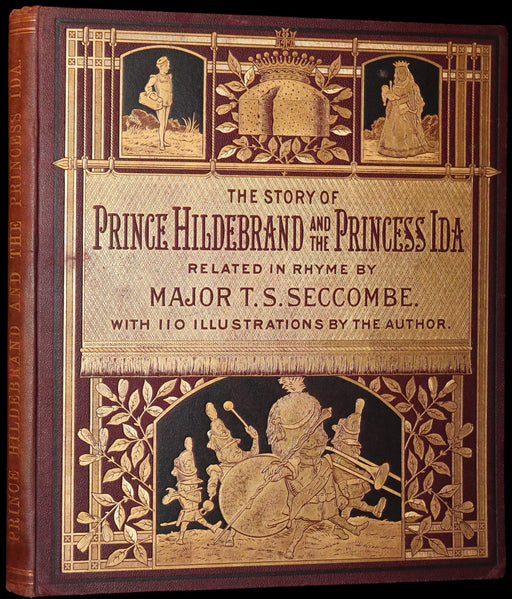 PRINCE HILDEBRAND AND THE PRINCESS IDA.
THE STORY OF
PRINCE HILDEBRAND AND THE PRINCESS IDA
RELATED IN RHYME BY
MAJOR T. S. SECCOMBE.
WITH 110 ILLUSTRATIONS BY THE AUTHOR.